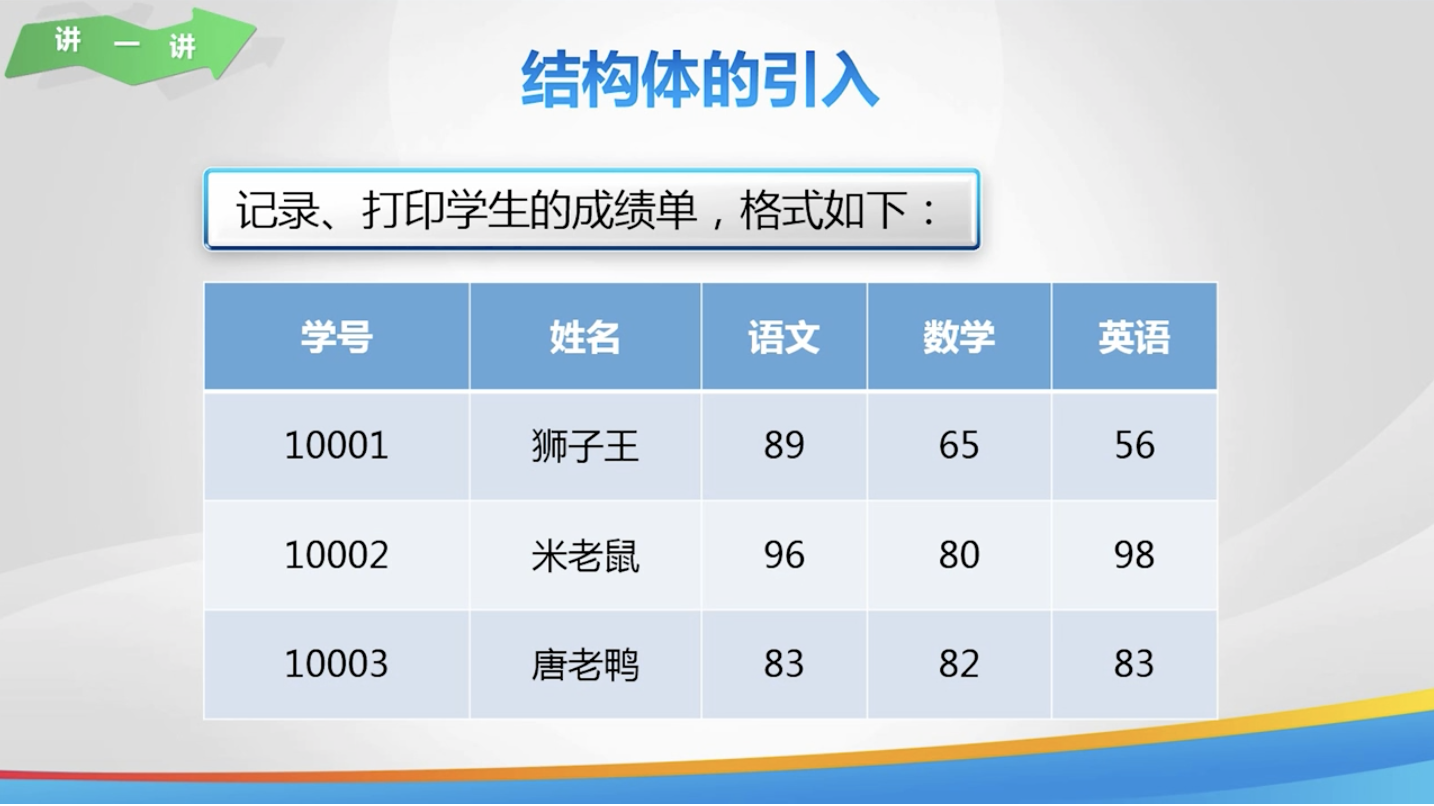 讲一讲
结构体的引入
记录、打印学生的成绩单，格式如下：
学号 姓名 语文 数学 英语
10001 狮子王 89 65 56
10002 米老鼠 96 80 98
10003 唐老鸭 83 82 83